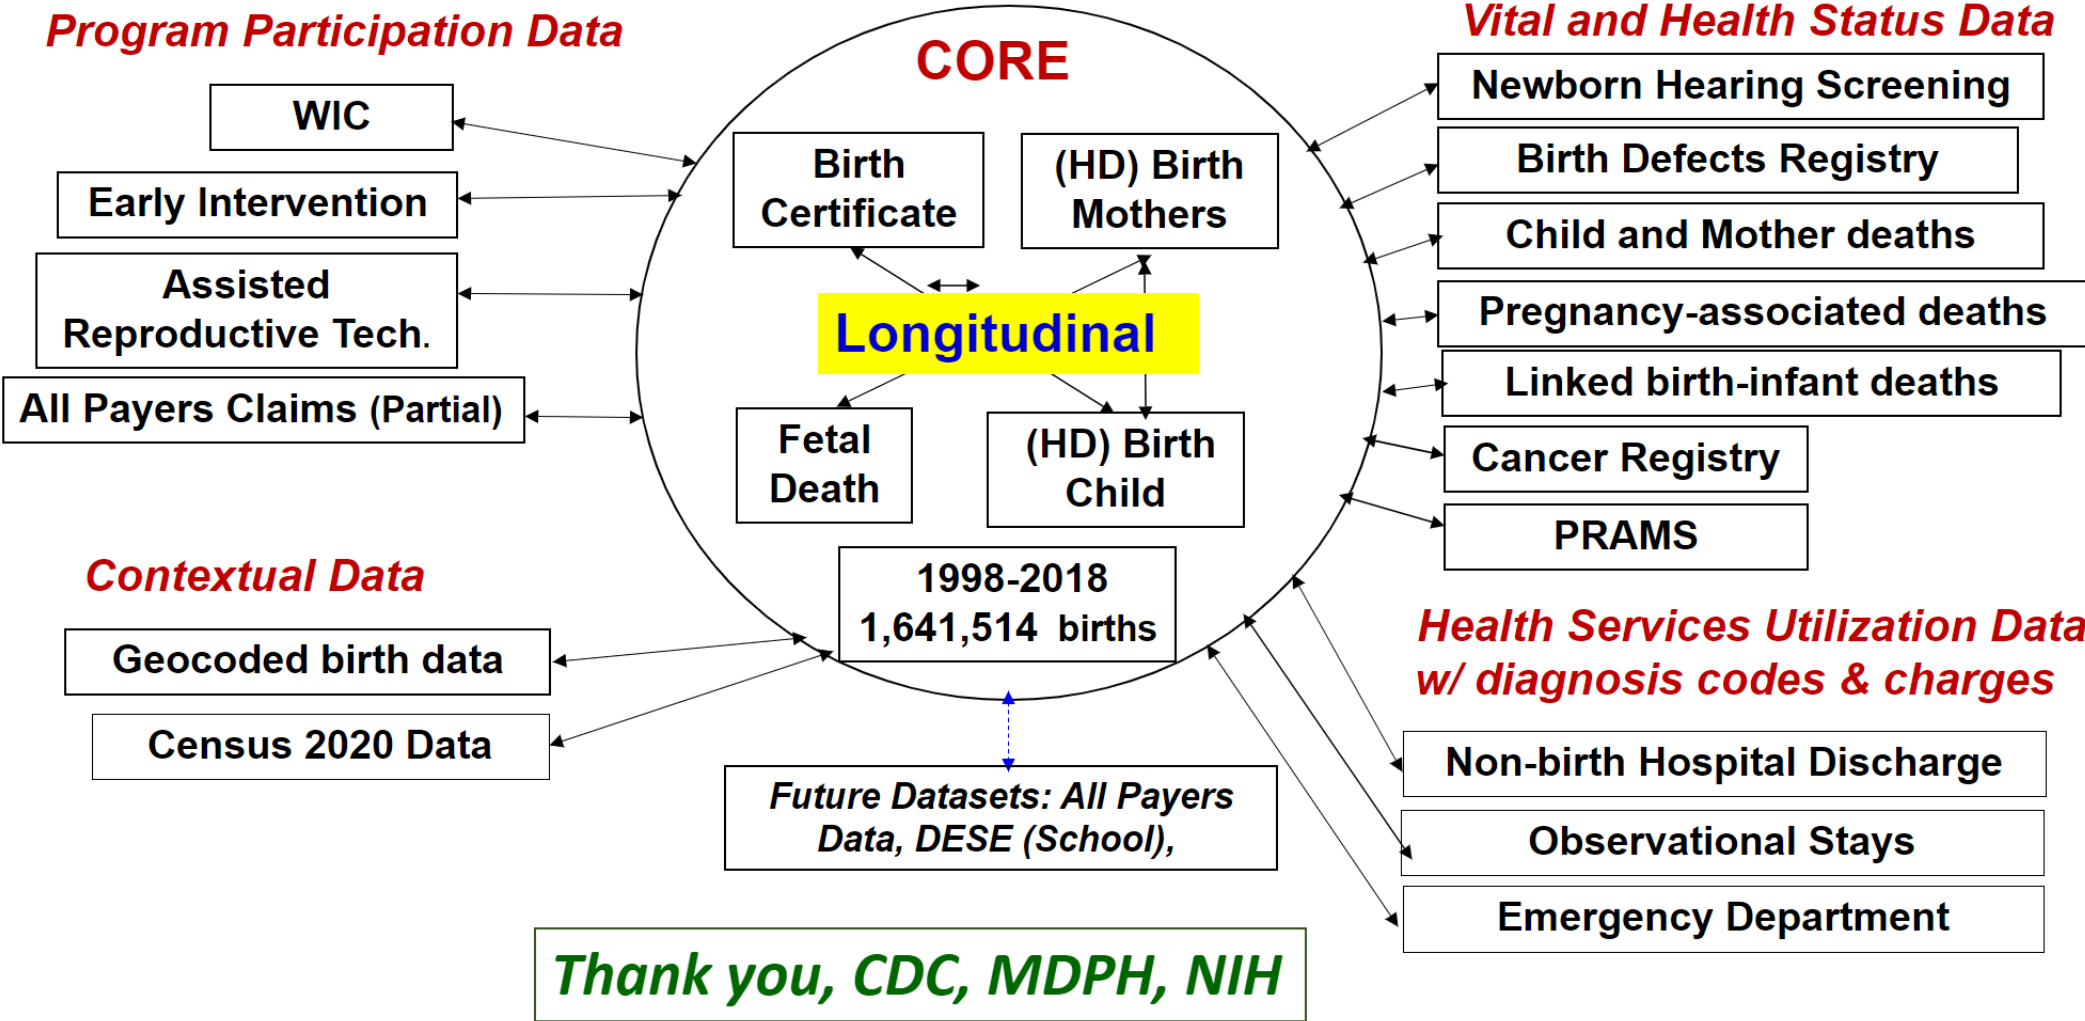 Program Participation Data
WIC
Early Intervention
Assisted
Reproductive Tech.
All Payers Claims (Partial)
Contextual Data
Geocoded birth data
Census 2020 Data
CORE
Birth
Certificate
(HD) Birth
Mothers
Longitudinal
Fetal
Death
(HD) Birth
Child
1998-2018
1,641,514 births
Future Datasets: All Payers
Data, DESE (School),
Vital and Health Status Data
Newborn Hearing Screening
Birth Defects Registry
Child and Mother deaths
Pregnancy-associated deaths
Linked birth-infant deaths
Cancer Registry
PRAMS
Health Services Utilization Data
w/ diagnosis codes & charges
Non-birth Hospital Discharge
Observational Stays
Emergency Department
Thank you, CDC, MDPH, NIH